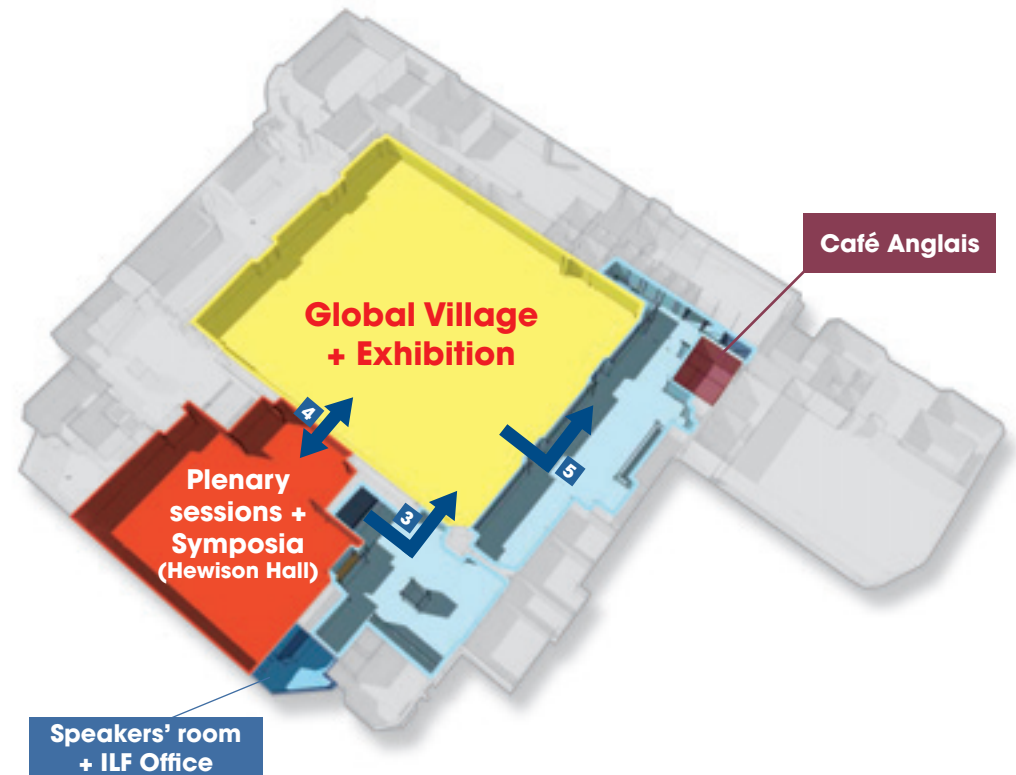 Café Anglais
Global Village
+ Exhibition
4
5
Plenary
sessions +
Symposia
(Hewison Hall)
3
Speakers’ room
+ ILF Office